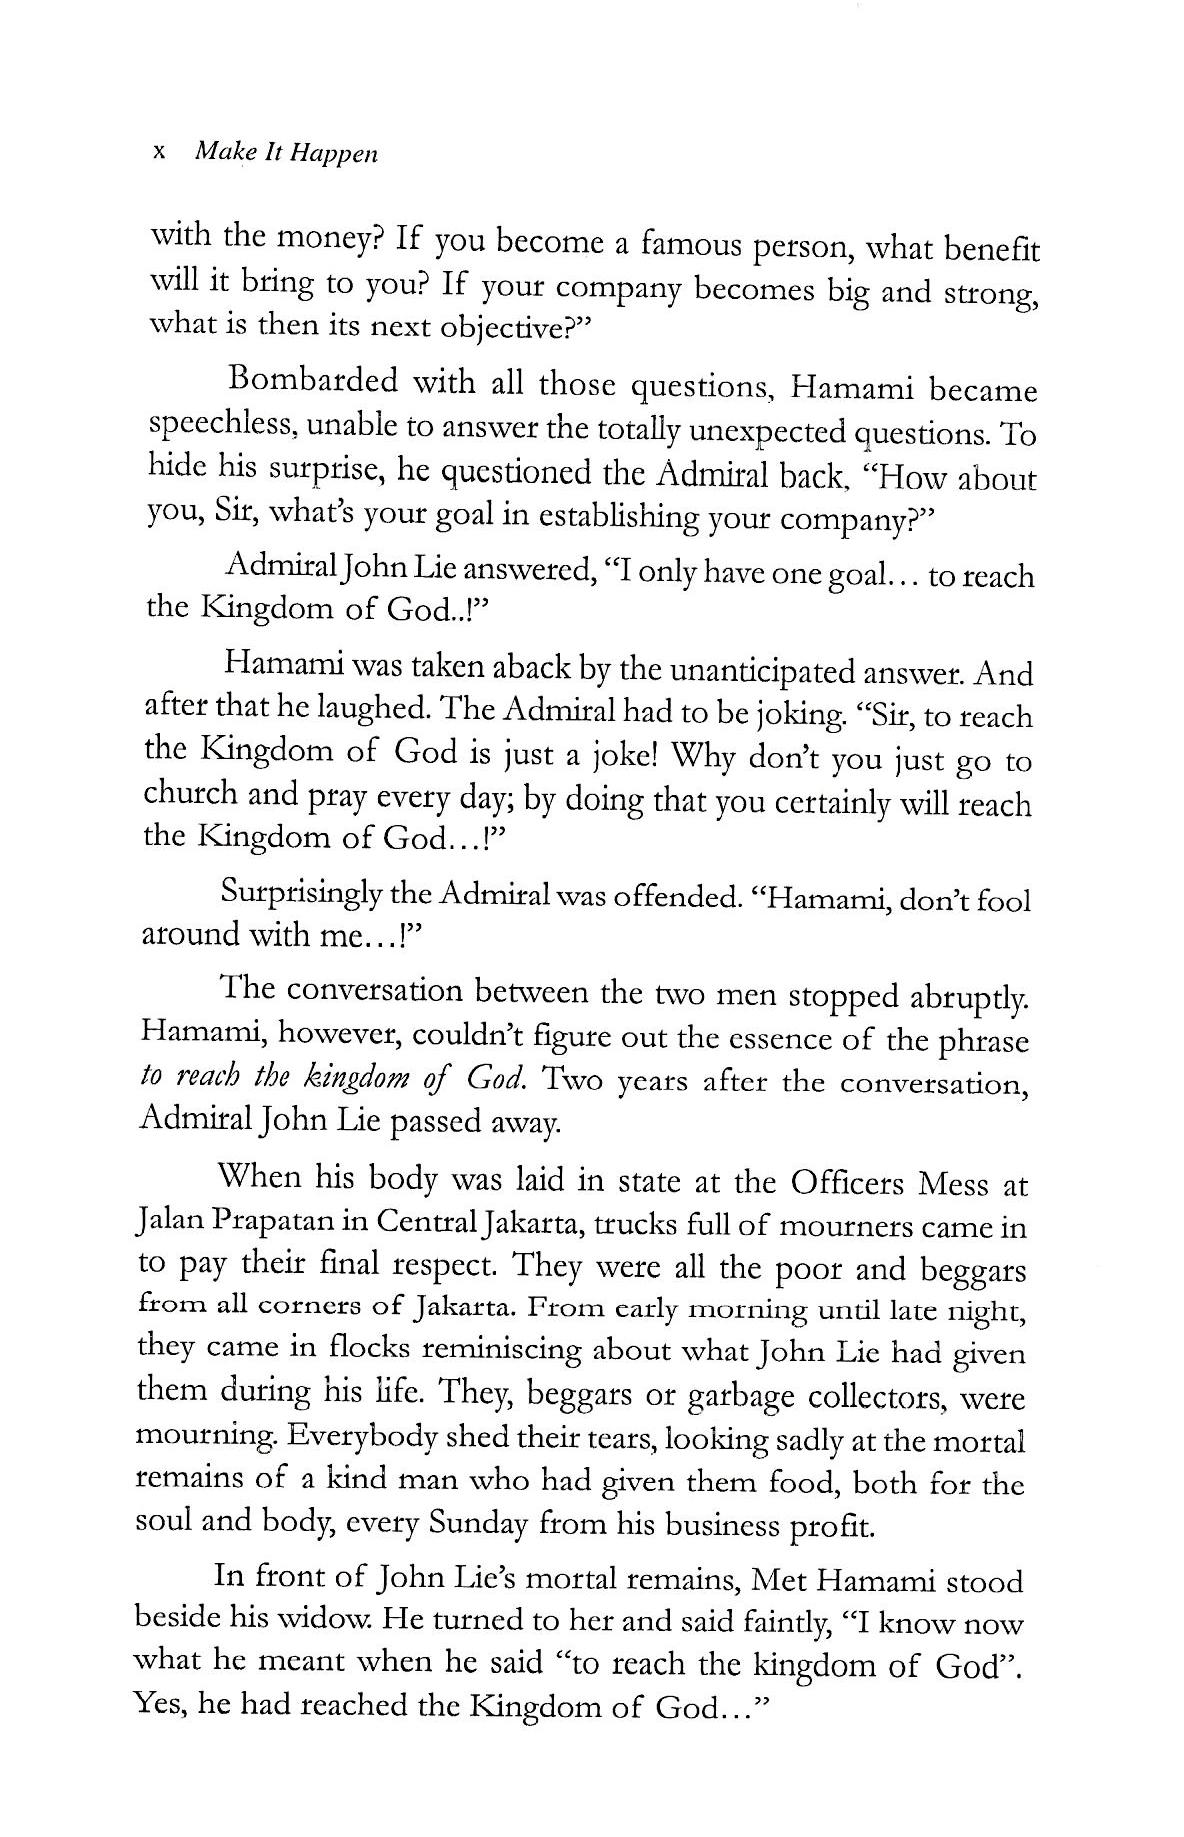 x Make It Happen
with the money? If you become a famous person, what benefit
will it bring to you? If your company becomes big and strong,
what is then its next objective?”
Bombarded with all those questions, Hamami became
speechless, unable to answer the totally unexpected questions. To
hide his surprise, he questioned the Admiral back, “How about
you, Sir, what’s your goal in establishing your company?”
Admiral John Lie answered, “I only have one goal... to reach
the Kingdom of God..!”
Hamami was taken aback by the unanticipated answer. And
after that he laughed. The Admiral had to be joking. “Sir, to reach
the Kingdom of God is just a joke! Why don’t you just go to
church and pray every day; by doing that you certainly will reach
the Kingdom of God...!”
Surprisingly the Admiral was offended. “Hamami, don’t fool
around with me...!”
The conversation between the two men stopped abruptly.
Hamami, however, couldn’t figure out the essence of the phrase
to reach the kingdom of God. Two years after the conversation,
Admiral John Lie passed away.
When his body was laid in state at the Officers Mess at
Jalan Prapatan in Central Jakarta, trucks full of mourners came in
to pay their final respect. They were all the poor and beggars
from all corners of Jakarta. From early morning until late night,
they came in flocks reminiscing about what John Lie had given
them during his life. They, beggars or garbage collectors, were
mourning. Everybody shed their tears, looking sadly at the mortal
remains of a kind man who had given them food, both for the
soul and body, every Sunday from his business profit.
In front of John Lie’s mortal remains, Met Hamami stood
beside his widow. He turned to her and said faintly, “I know now
what he meant when he said “to reach the kingdom of God”.
Yes, he had reached the Kingdom of God...”